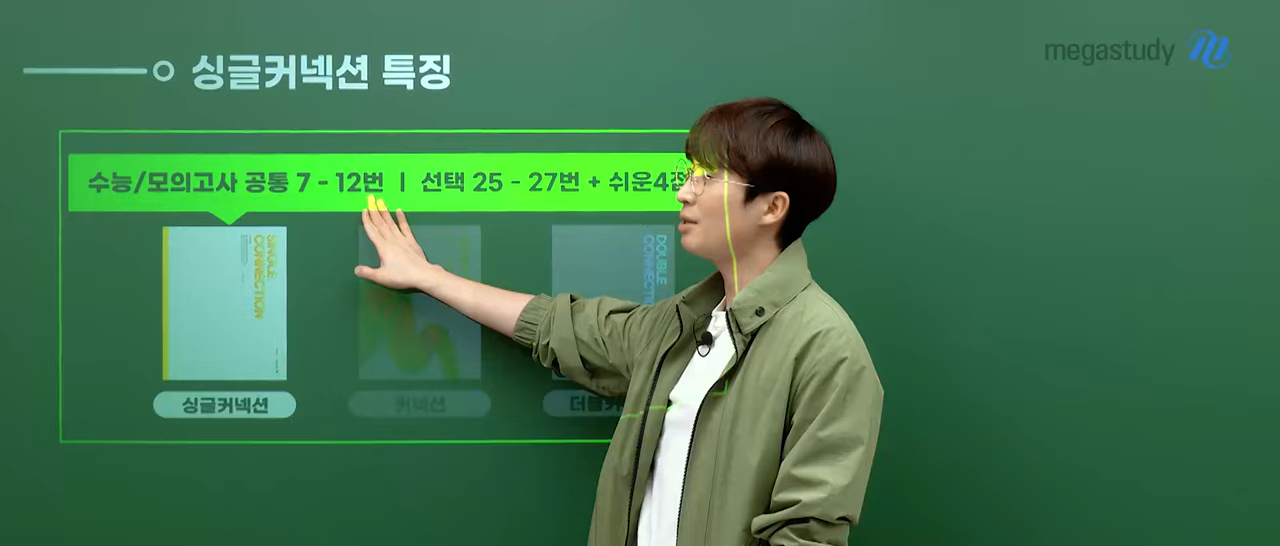 megastudy
싱글커넥션 특징
수능/모의고사 공통 7 - 12번 | 선택 25 - 27번 + 쉬운4점
SINGLE
CONNECTION
DOUBLE
싱글커넥션
커넥션